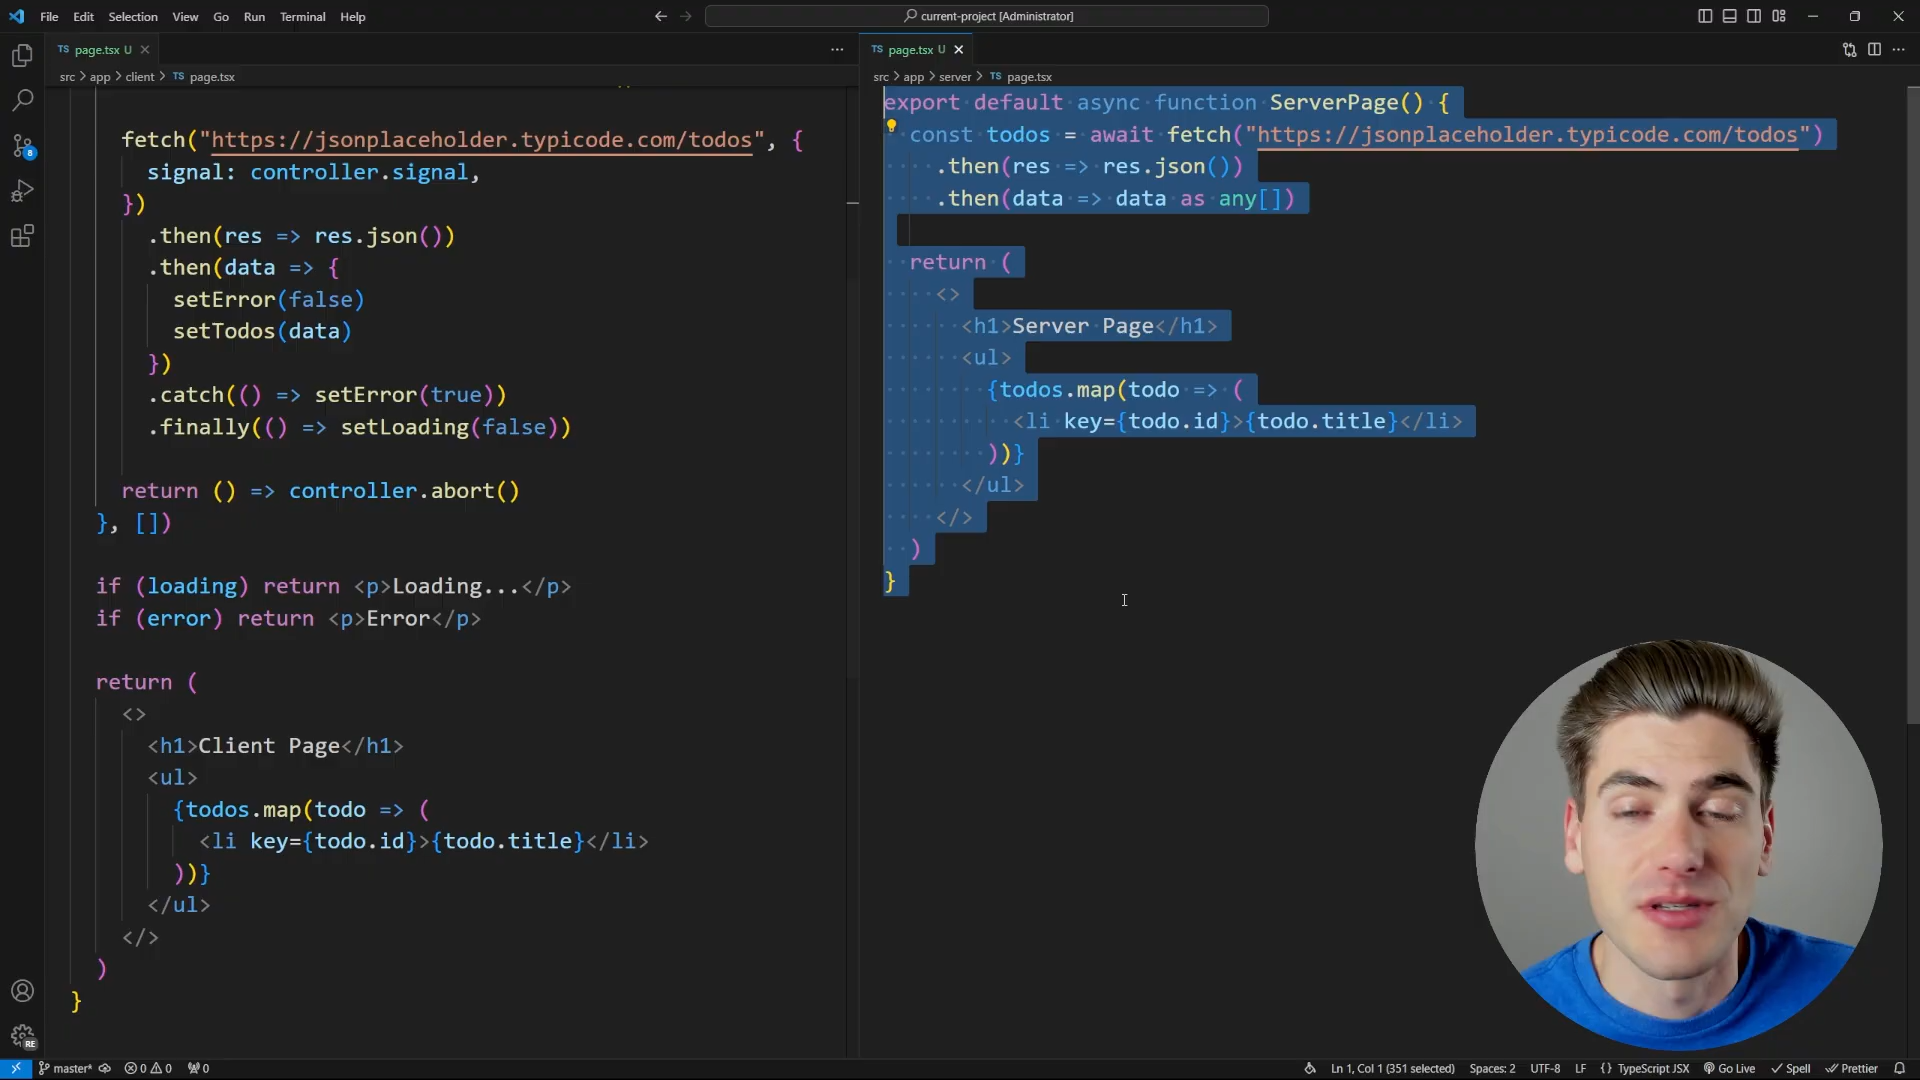 File Edit Selection View Go Run Terminal Help
current-project [Administrator]
TS page.tsx U
src > app > client > TS page.tsx
fetch("https://jsonplaceholder.typicode.com/todos", {
signal: controller.signal,
})
.then(res => res.json())
.then(data => {
setError(false)
setTodos(data)
})
.catch(() => setError(true))
.finally(() => setLoading(false))
return () => controller.abort()
}, [])
if (loading) return <p>Loading...</p>
if (error) return <p>Error</p>
return (
<>
<h1>Client Page</h1>
<ul>
{todos.map(todo => (
<li key={todo.id}>{todo.title}</li>
))}
</ul>
</>
)
}
TS page.tsx U
src > app > server > TS page.tsx
export default async function ServerPage() {
const todos = await fetch("https://jsonplaceholder.typicode.com/todos")
.then(res => res.json())
.then(data => data as any[])
return (
<>
<h1>Server Page</h1>
<ul>
{todos.map(todo => (
<li key={todo.id}>{todo.title}</li>
))}
</ul>
</>
)
}
8
RE
master* 0 0 0
Ln 1, Col 1 (351 selected) Spaces: 2 UTF-8 LF {} TypeScript JSX Go Live Spell Prettier